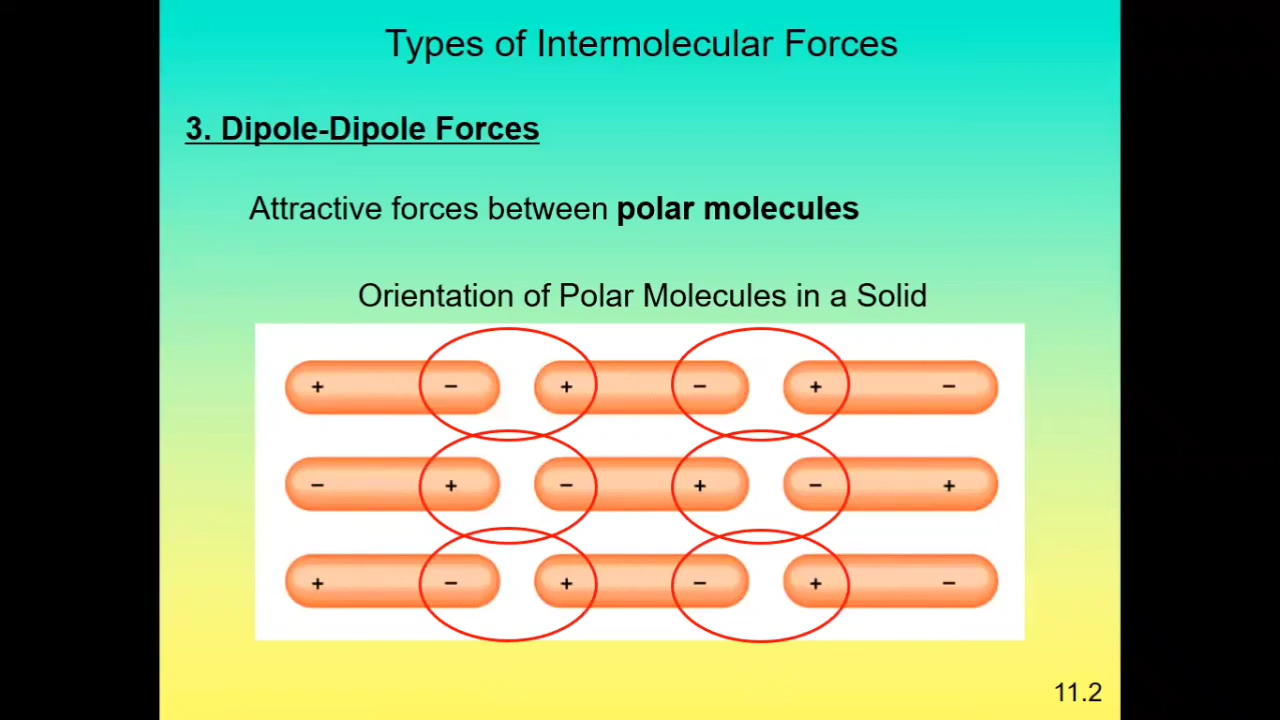 Types of Intermolecular Forces
3. Dipole-Dipole Forces
Attractive forces between polar molecules
Orientation of Polar Molecules in a Solid
+ − + − + −
− + − + − +
+ − + − + −
11.2